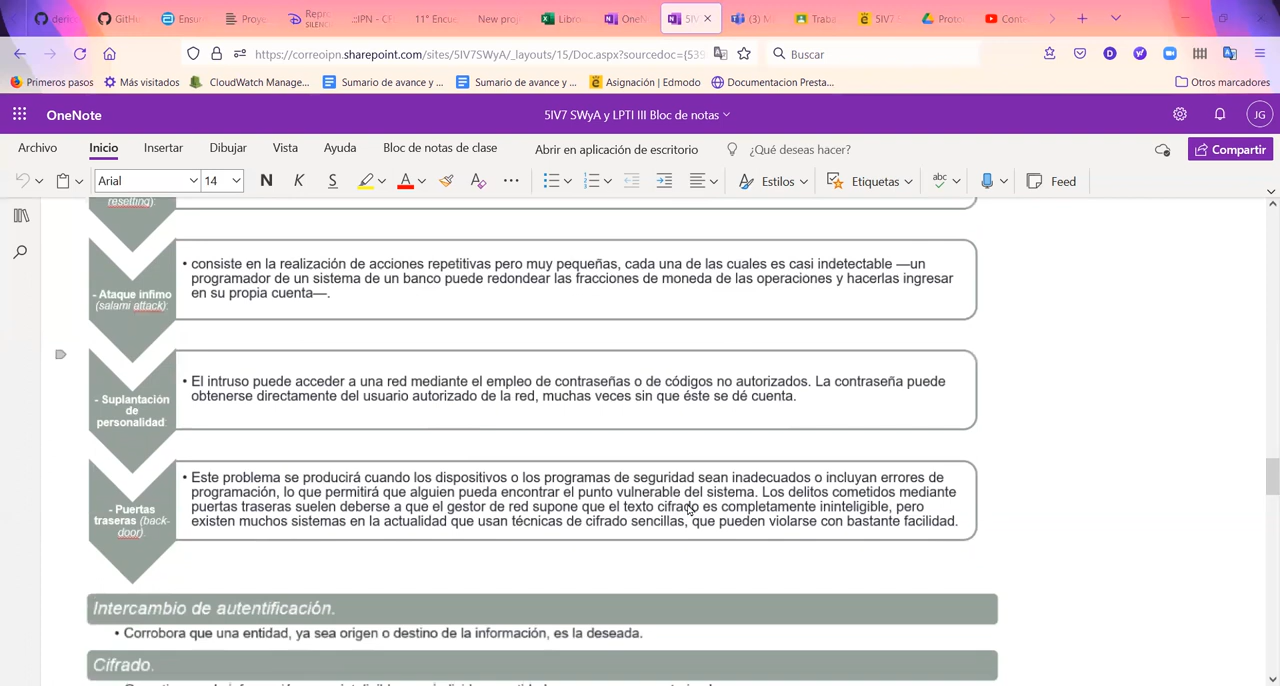 derico
GitHub
Ensum
Proye
Repro
SILENC
.::IPN - CE
11° Encue
New proj
Libro
OneN
5IV
(3) M
Traba
5IV7
Proto
Conte
https://correoipn.sharepoint.com/sites/5IV7SWyA/_layouts/15/Doc.aspx?sourcedoc={539
Buscar
Primeros pasos
Más visitados
CloudWatch Manage...
Sumario de avance y ...
Sumario de avance y ...
Asignación | Edmodo
Documentacion Presta...
Otros marcadores
OneNote
5IV7 SWyA y LPTI III Bloc de notas
JG
Archivo
Inicio
Insertar
Dibujar
Vista
Ayuda
Bloc de notas de clase
Abrir en aplicación de escritorio
¿Qué deseas hacer?
Compartir
Arial
14
N
K
S
Estilos
Etiquetas
abc
Feed
resetting):
- Ataque ínfimo
(salami attack):
• consiste en la realización de acciones repetitivas pero muy pequeñas, cada una de las cuales es casi indetectable —un
programador de un sistema de un banco puede redondear las fracciones de moneda de las operaciones y hacerlas ingresar
en su propia cuenta—.
- Suplantación
de
personalidad
• El intruso puede acceder a una red mediante el empleo de contraseñas o de códigos no autorizados. La contraseña puede
obtenerse directamente del usuario autorizado de la red, muchas veces sin que éste se dé cuenta.
- Puertas
traseras (back-
door).
• Este problema se producirá cuando los dispositivos o los programas de seguridad sean inadecuados o incluyan errores de
programación, lo que permitirá que alguien pueda encontrar el punto vulnerable del sistema. Los delitos cometidos mediante
puertas traseras suelen deberse a que el gestor de red supone que el texto cifrado es completamente ininteligible, pero
existen muchos sistemas en la actualidad que usan técnicas de cifrado sencillas, que pueden violarse con bastante facilidad.
Intercambio de autentificación.
• Corrobora que una entidad, ya sea origen o destino de la información, es la deseada.
Cifrado.